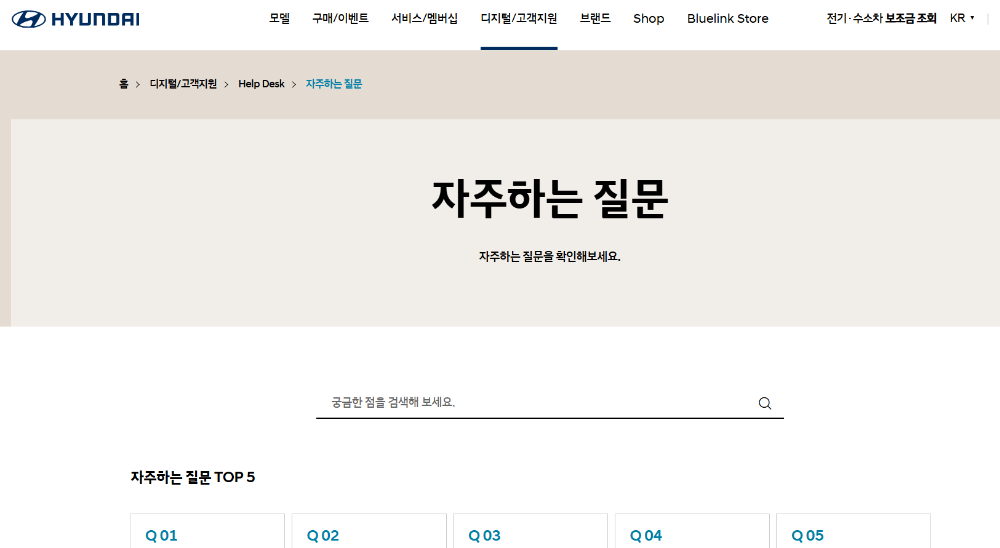 HYUNDAI
모델 구매/이벤트 서비스/멤버십 디지털/고객지원 브랜드 Shop Bluelink Store 전기·수소차 보조금 조회 KR
홈 > 디지털/고객지원 > Help Desk > 자주하는 질문
자주하는 질문
자주하는 질문을 확인해보세요.
궁금한 점을 검색해 보세요.
자주하는 질문 TOP 5
Q 01 Q 02 Q 03 Q 04 Q 05